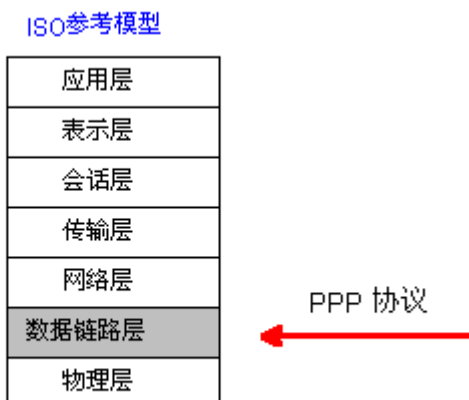 ISO参考模型
应用层
表示层
会话层
传输层
网络层
数据链路层
物理层
PPP 协议